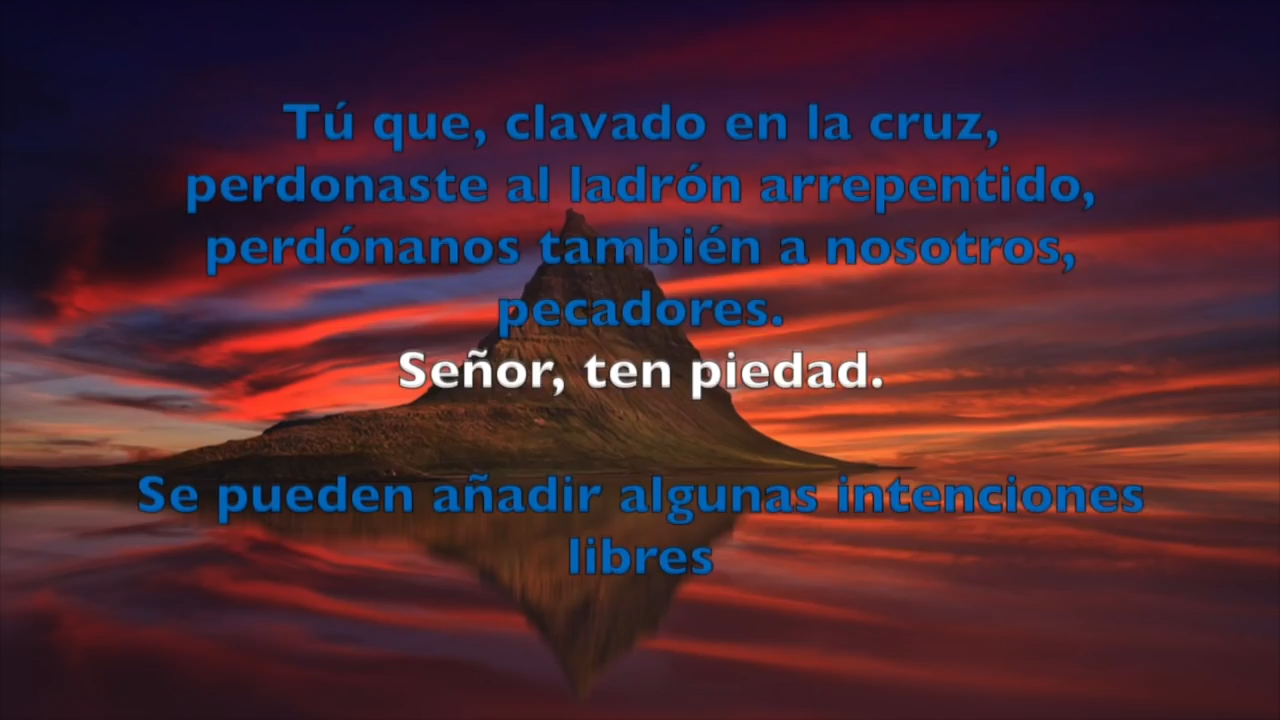 Tú que, clavado en la cruz,
perdonaste al ladrón arrepentido,
perdónanos también a nosotros,
pecadores.
Señor, ten piedad.
Se pueden añadir algunas intenciones
libres